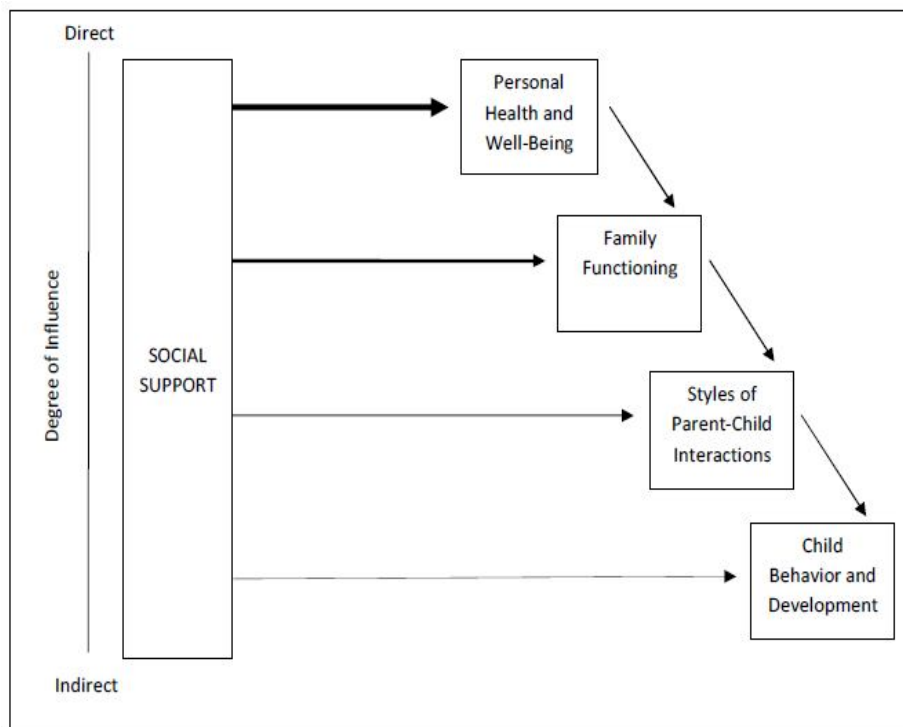 Direct
Personal
Health and
Well-Being
Family
Functioning
Degree of Influence
SOCIAL
SUPPORT
Styles of
Parent-Child
Interactions
Child
Behavior and
Development
Indirect